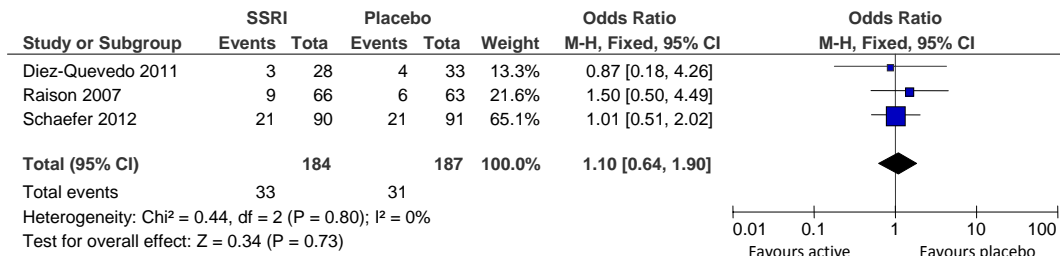 SSRI Placebo Odds Ratio Odds Ratio
Study or Subgroup Events Tota Events Tota Weight M-H, Fixed, 95% CI M-H, Fixed, 95% CI
Diez-Quevedo 2011 3 28 4 33 13.3% 0.87 [0.18, 4.26]
Raison 2007 9 66 6 63 21.6% 1.50 [0.50, 4.49]
Schaefer 2012 21 90 21 91 65.1% 1.01 [0.51, 2.02]
Total (95% CI) 184 187 100.0% 1.10 [0.64, 1.90]
Total events 33 31
Heterogeneity: Chi² = 0.44, df = 2 (P = 0.80); I² = 0%
Test for overall effect: Z = 0.34 (P = 0.73)
0.01 0.1 1 10 100
Favours active Favours placebo